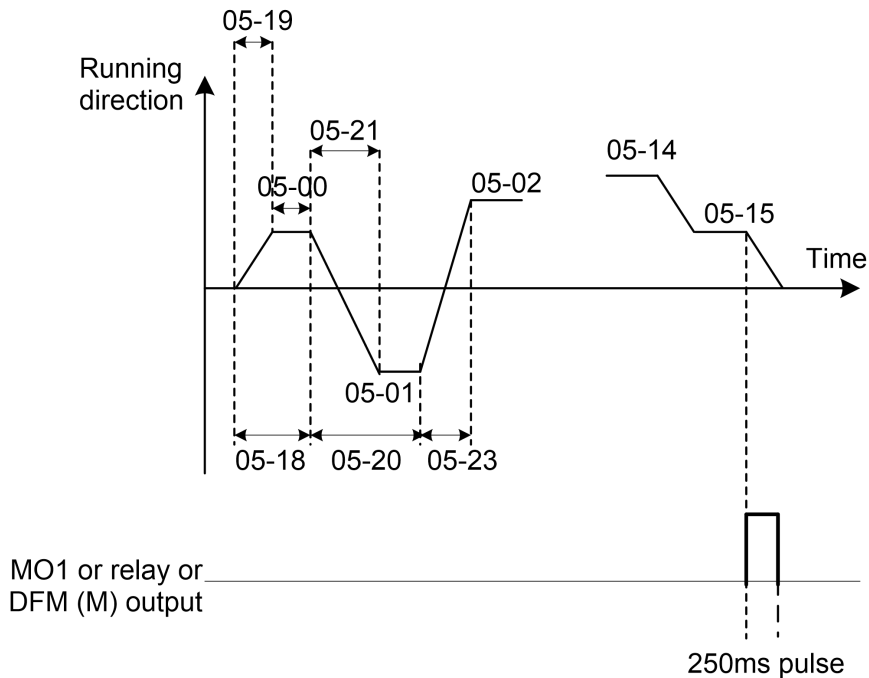 05-19
Running
direction
05-21
05-00
05-02
05-14
05-15
Time
05-01
05-18
05-20
05-23
MO1 or relay or
DFM (M) output
250ms pulse